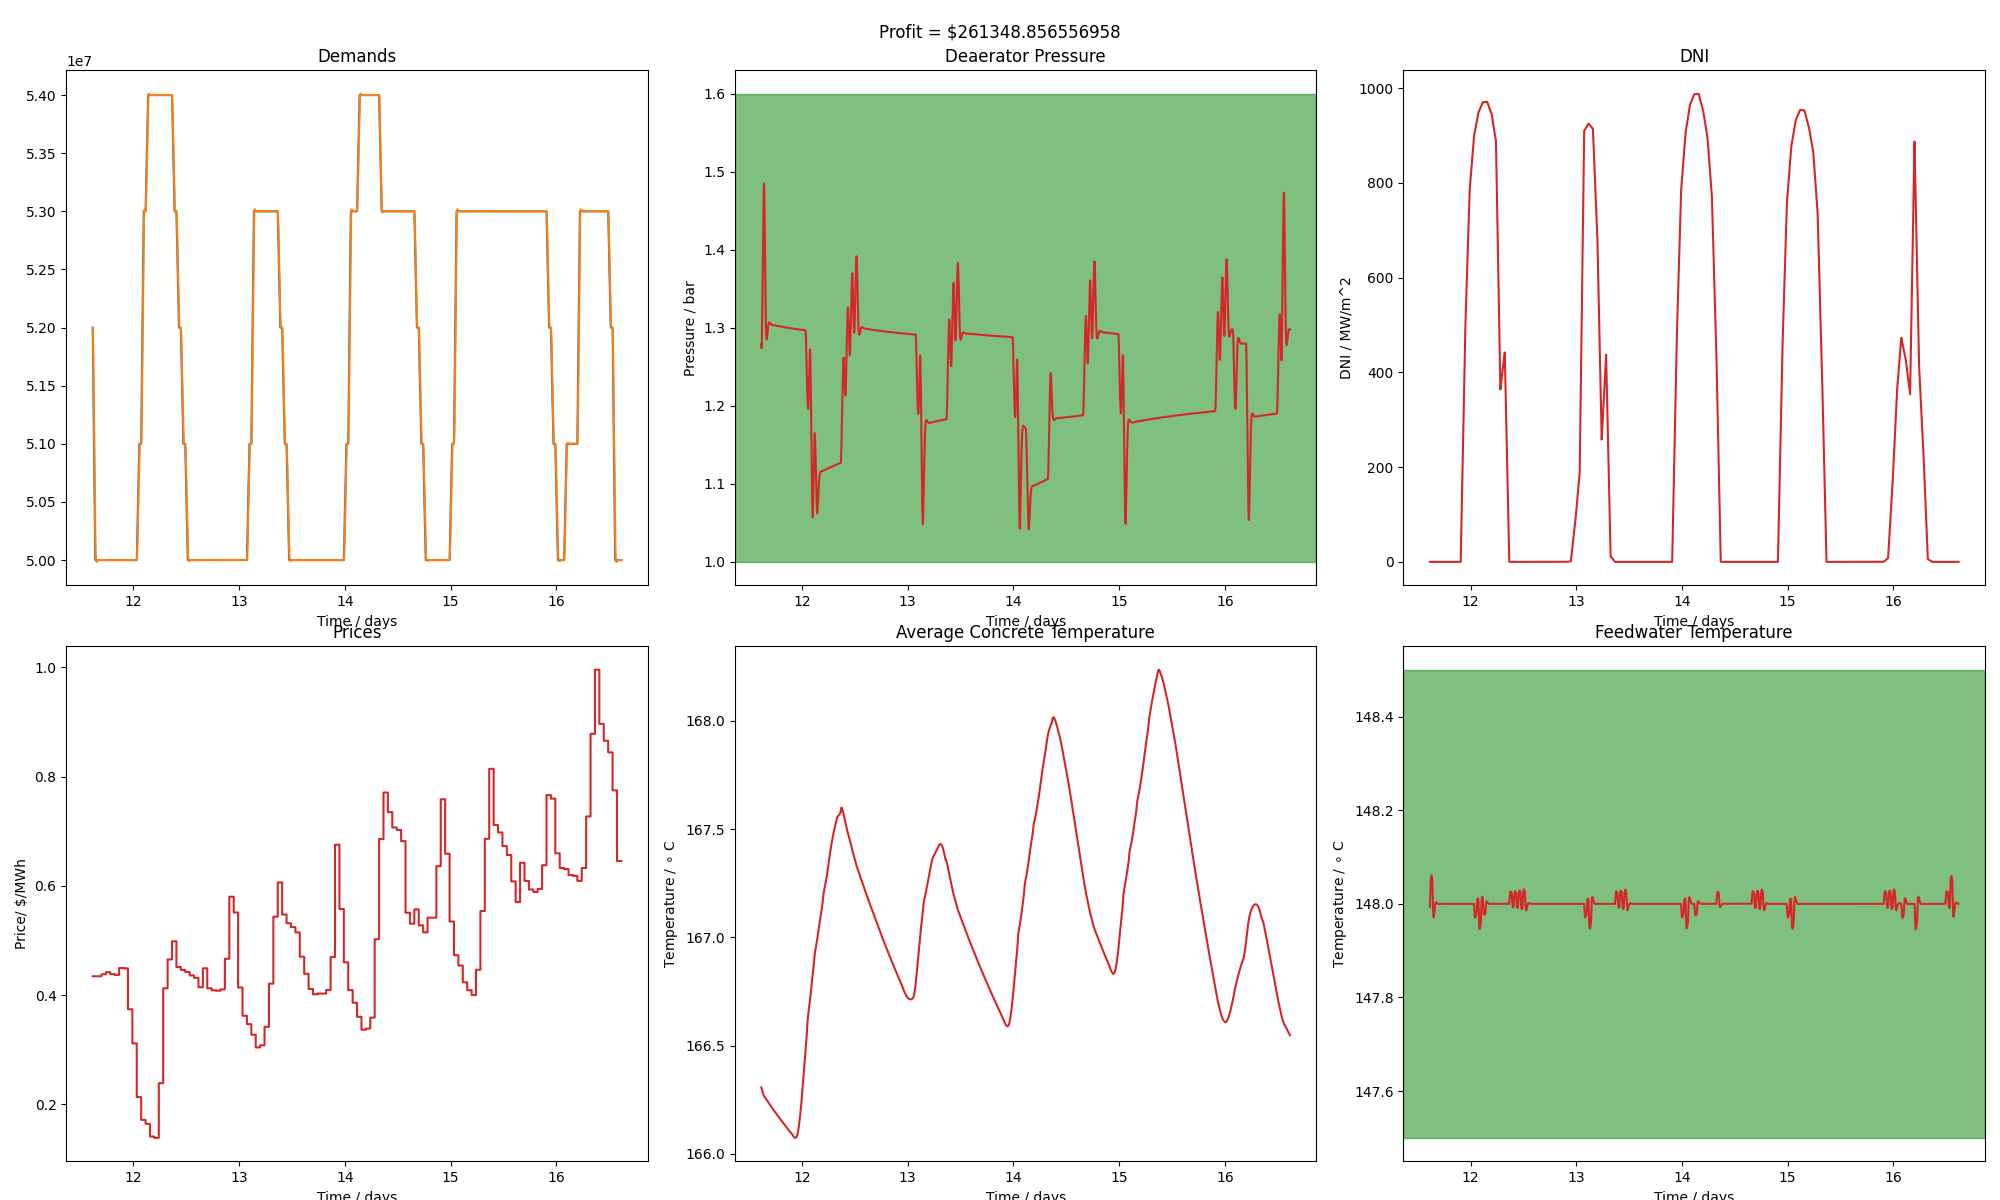 Profit = $261348.856556958
Demands
1e7
5.40
5.35
5.30
5.25
5.20
5.15
5.10
5.05
5.00
12 13 14 15 16
Time / days
Deaerator Pressure
Pressure / bar
1.6
1.5
1.4
1.3
1.2
1.1
1.0
12 13 14 15 16
Time / days
DNI
DNI / MW/m^2
1000
800
600
400
200
0
12 13 14 15 16
Time / days
Prices
Price/ $/MWh
1.0
0.8
0.6
0.4
0.2
12 13 14 15 16
Time / days
Average Concrete Temperature
Temperature / ∘ C
168.0
167.5
167.0
166.5
166.0
12 13 14 15 16
Time / days
Feedwater Temperature
Temperature / ∘ C
148.4
148.2
148.0
147.8
147.6
12 13 14 15 16
Time / days